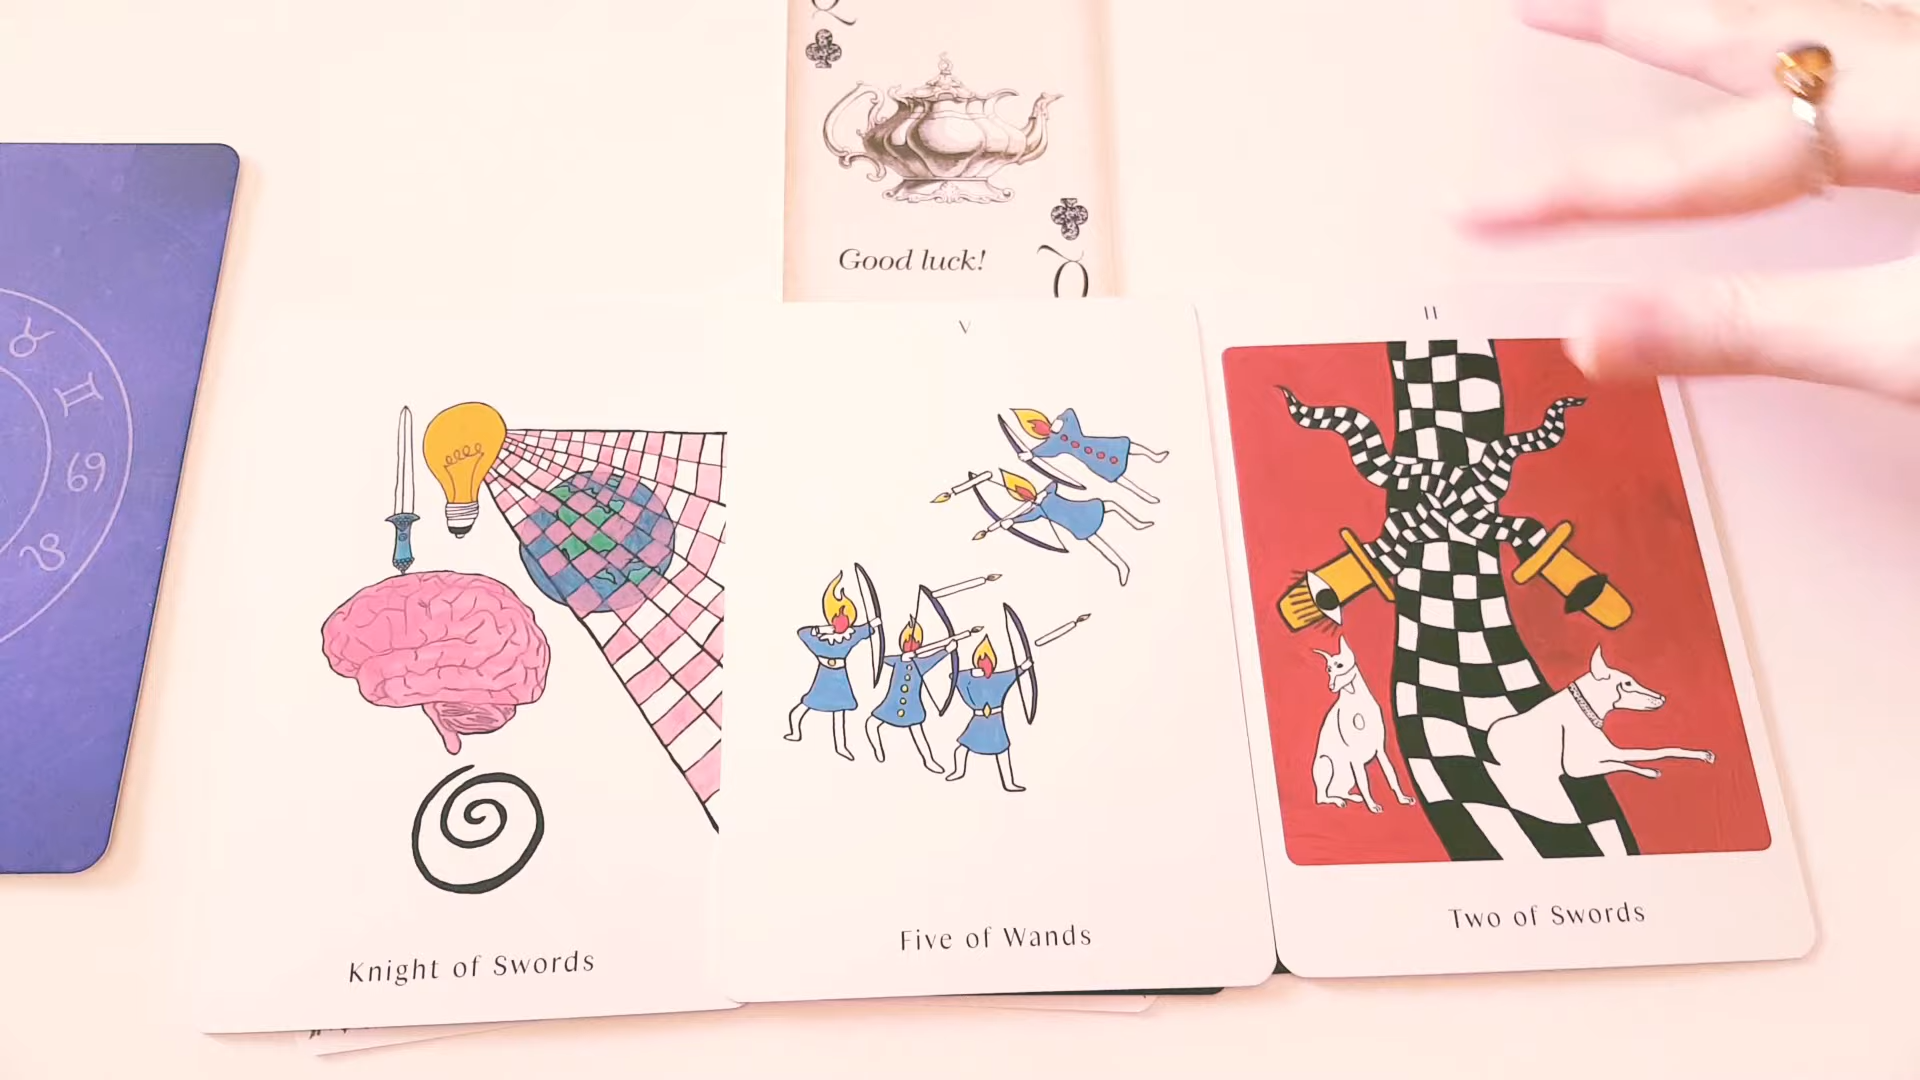 Q
Good luck!
Q
V
II
Knight of Swords
Five of Wands
Two of Swords